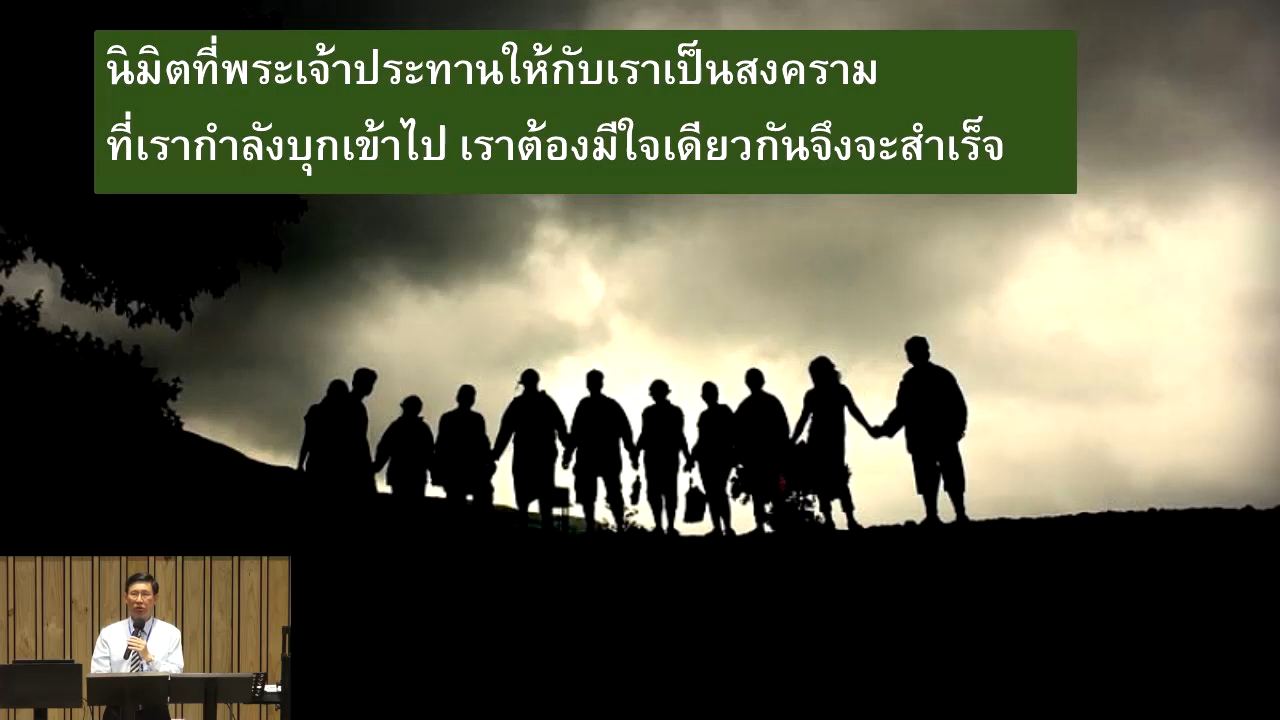 นิมิตที่พระเจ้าประทานให้กับเราเป็นสงคราม
ที่เรากำลังบุกเข้าไป เราต้องมีใจเดียวกันจึงจะสำเร็จ